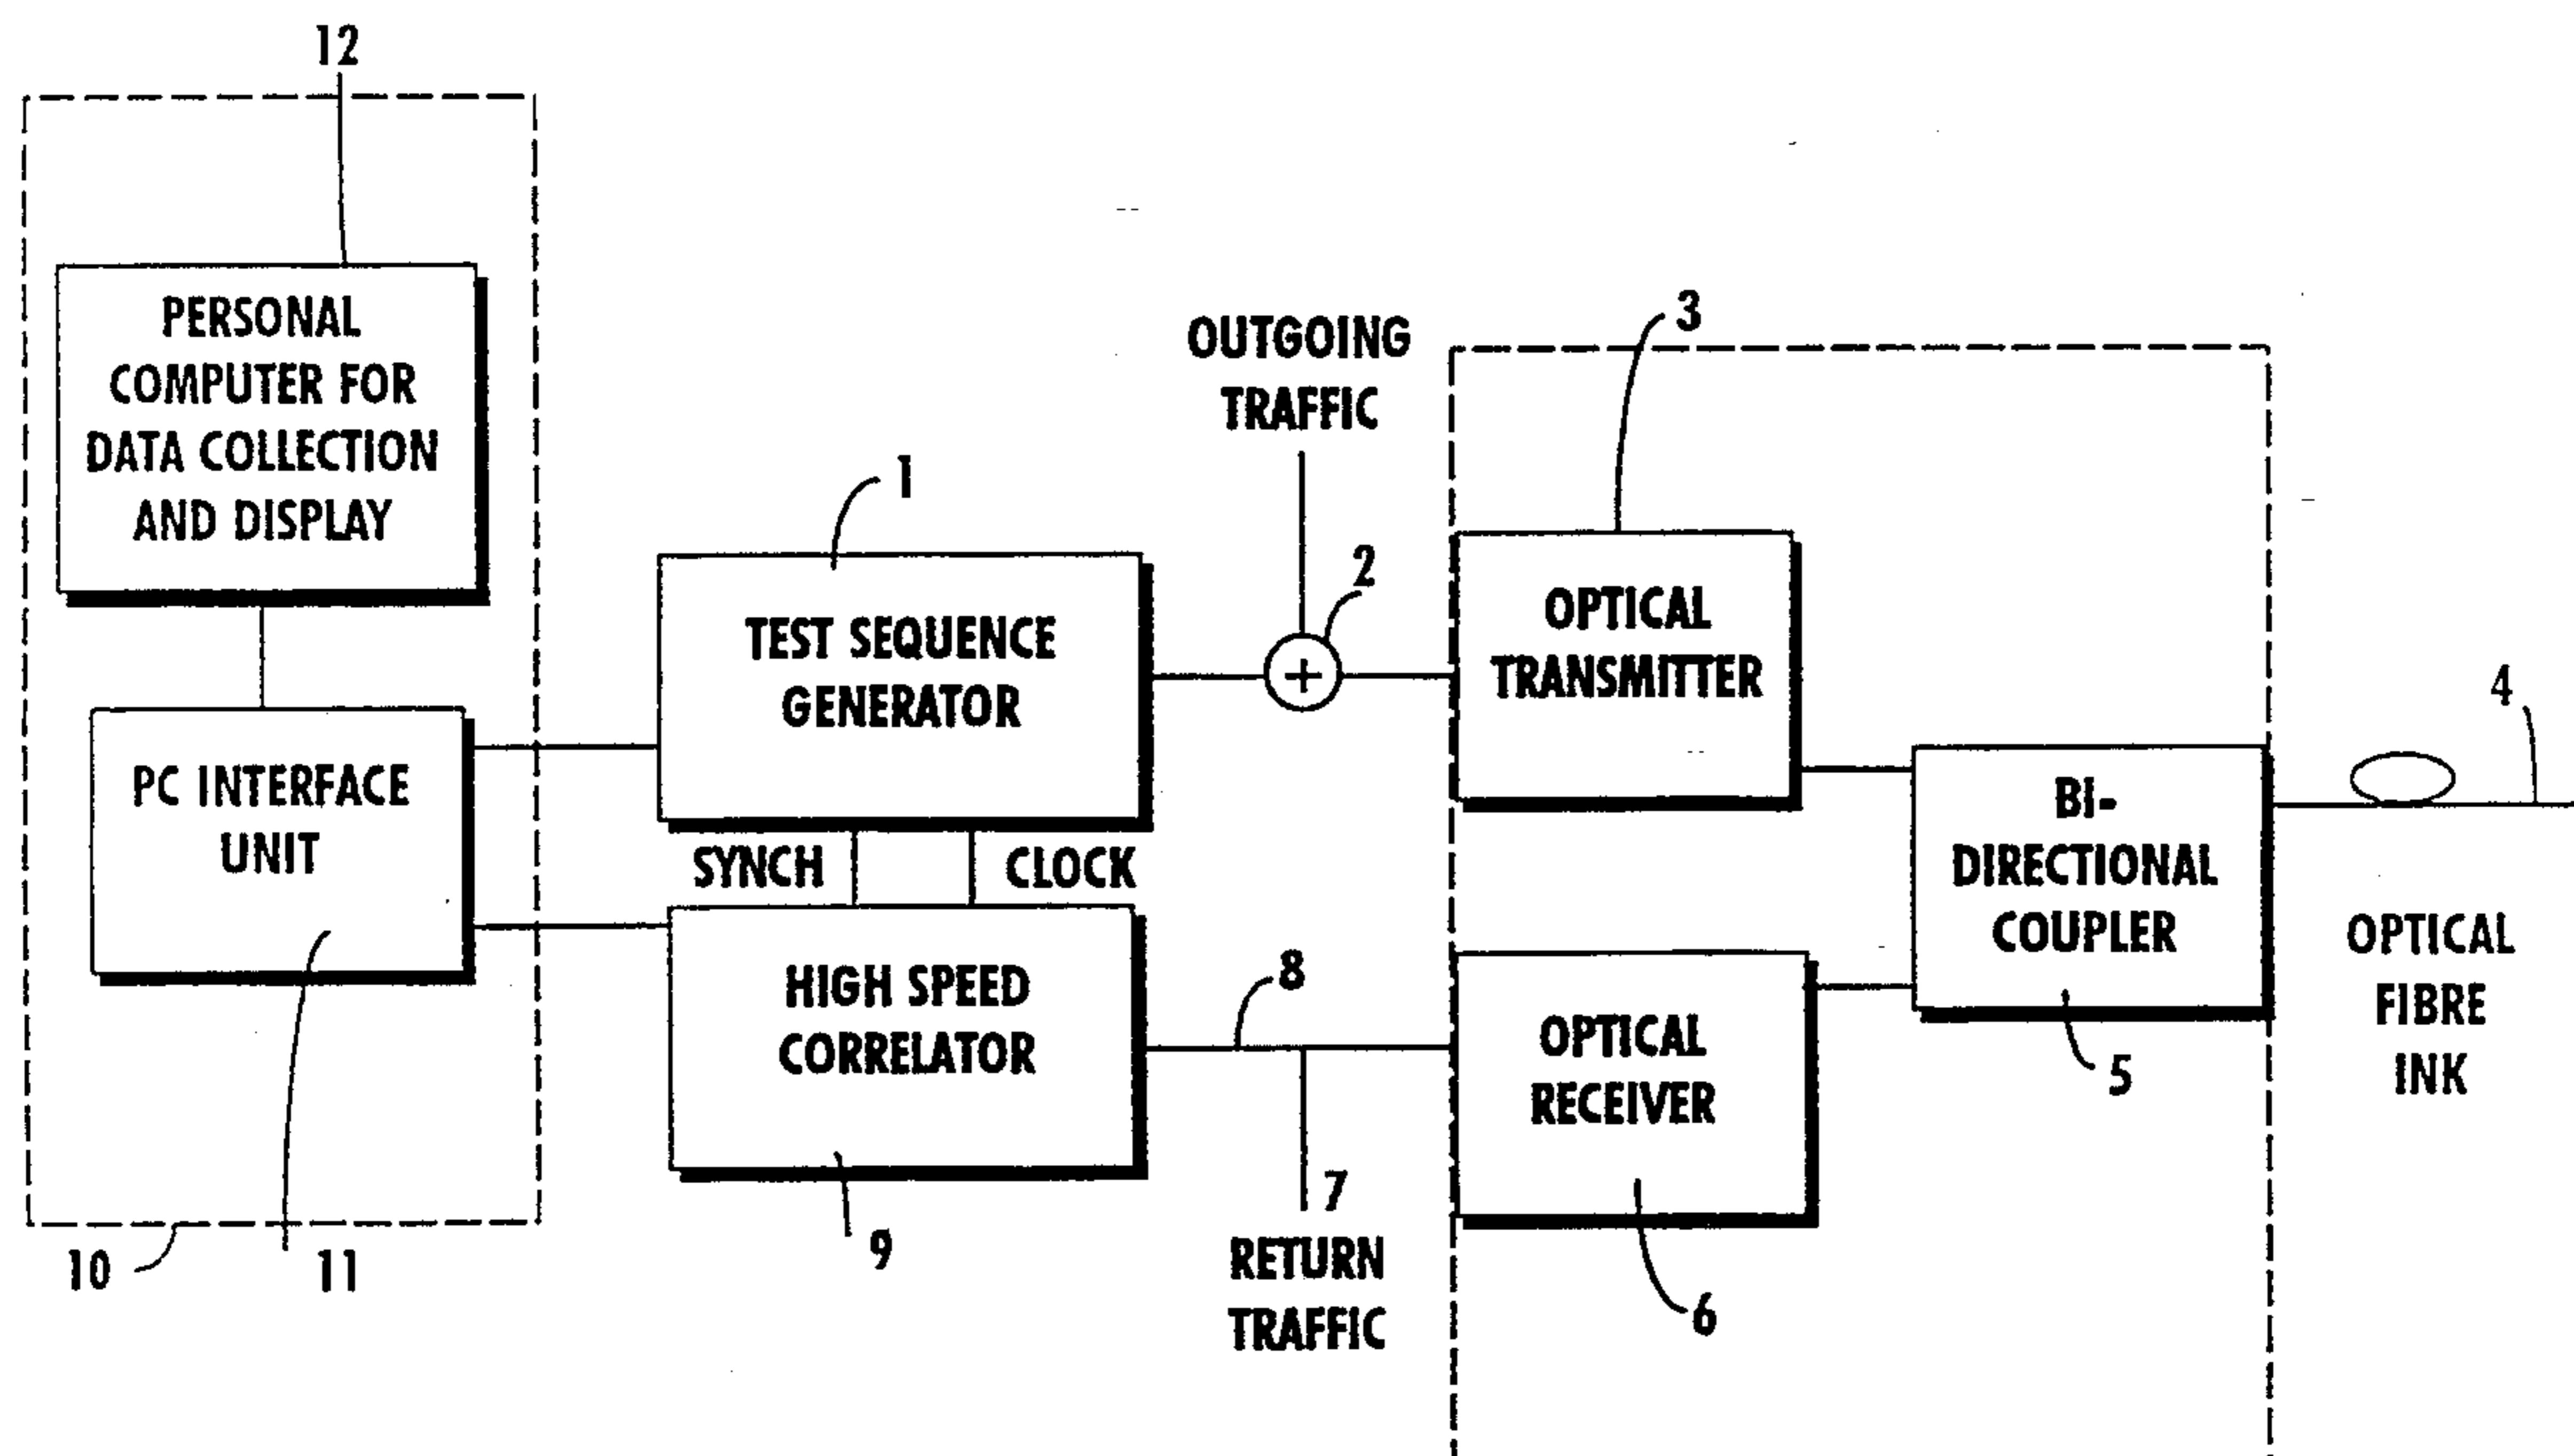 12
PERSONAL
COMPUTER FOR
DATA COLLECTION
AND DISPLAY
PC INTERFACE
UNIT
10
11
1
TEST SEQUENCE
GENERATOR
SYNCH
CLOCK
HIGH SPEED
CORRELATOR
9
OUTGOING
TRAFFIC
2
+
8
7
RETURN
TRAFFIC
3
OPTICAL
TRANSMITTER
OPTICAL
RECEIVER
6
BI-
DIRECTIONAL
COUPLER
5
4
OPTICAL
FIBRE
INK